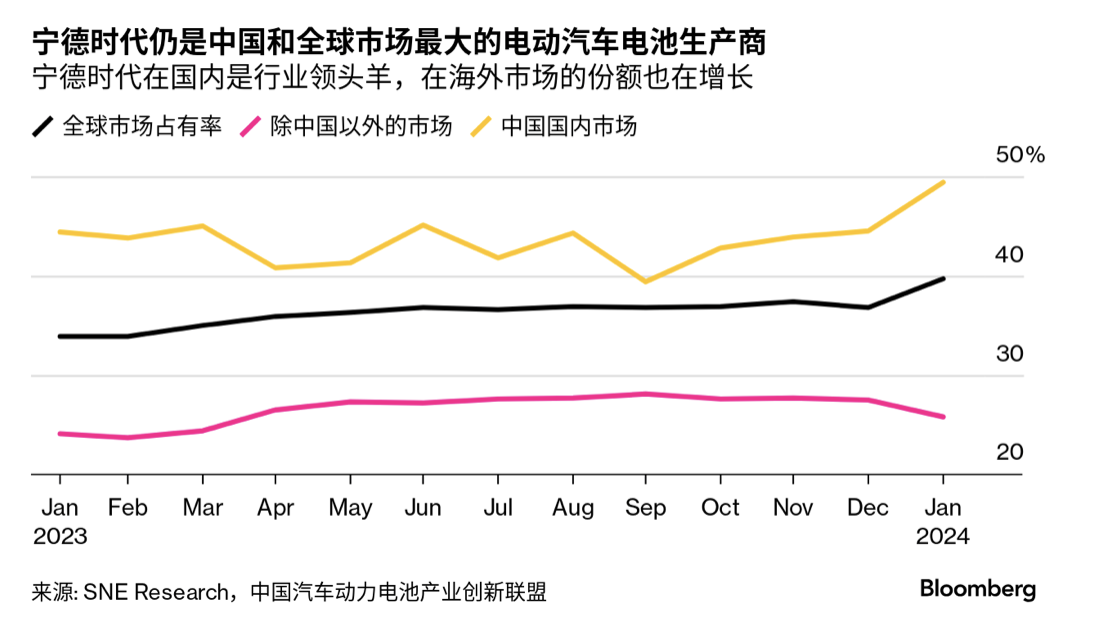 宁德时代仍是中国和全球市场最大的电动汽车电池生产商
宁德时代在国内是行业领头羊，在海外市场的份额也在增长
全球市场占有率 除中国以外的市场 中国国内市场
50%
40
30
20
Jan Feb Mar Apr May Jun Jul Aug Sep Oct Nov Dec Jan
2023 2024
来源: SNE Research，中国汽车动力电池产业创新联盟
Bloomberg